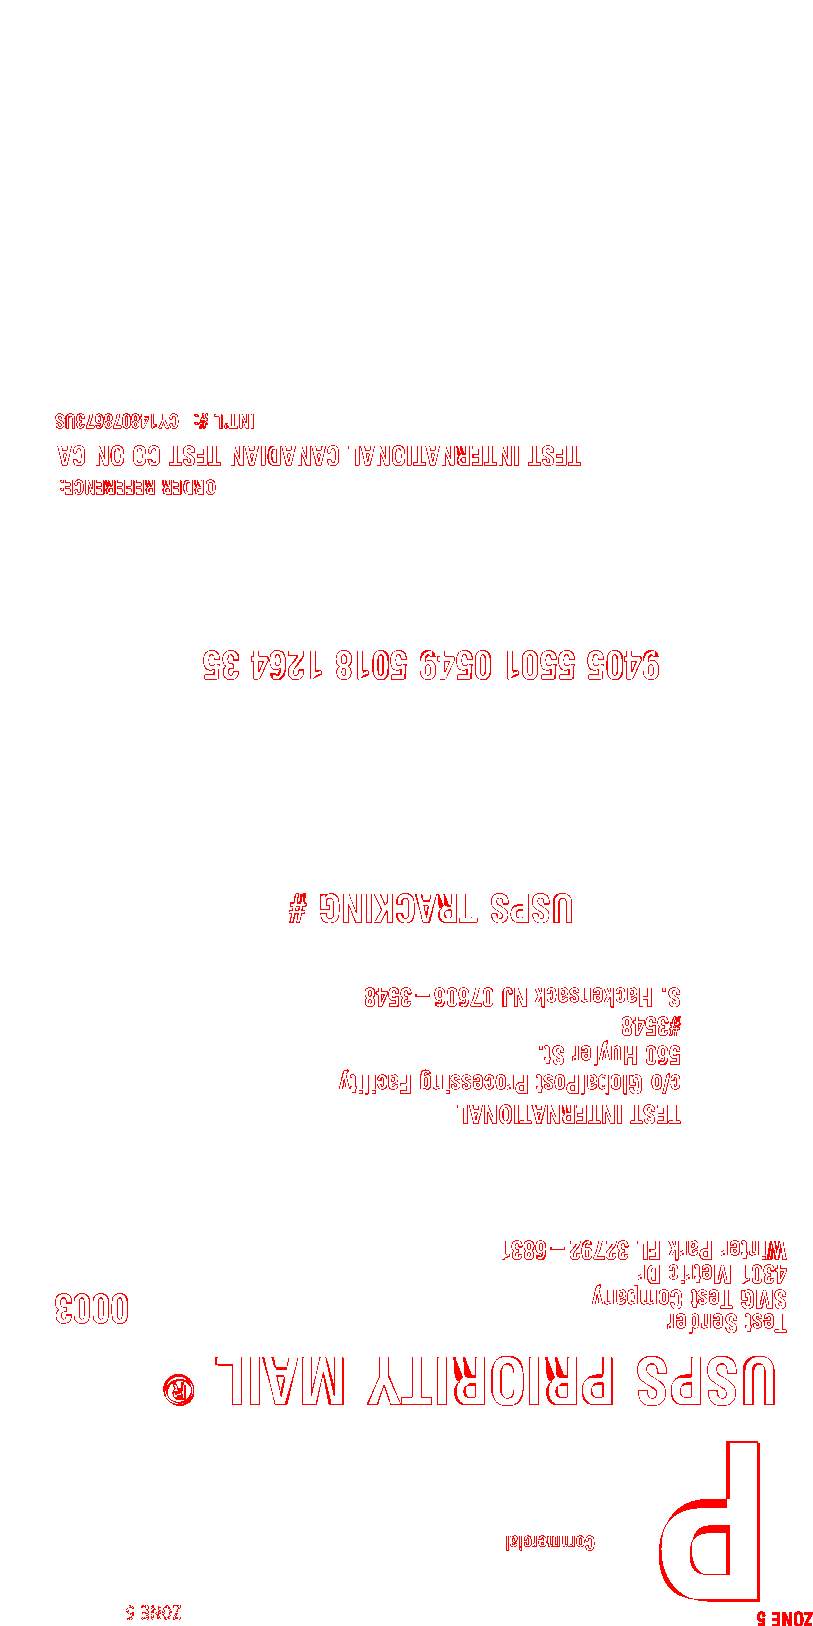 ZONE 5
ZONE 5
Commercial
P
USPS PRIORITY MAIL ®
Test Sender
SMG Test Company
4301 Metric Dr
Winter Park FL 32792-6831
0003
TEST INTERNATIONAL
c/o GlobalPost Processing Facility
560 Huyler St.
#3548
S. Hackensack NJ 07606-3548
USPS TRACKING #
9405 5501 0549 5018 1264 35
ORDER REFERENCE:
TEST INTERNATIONAL CANADIAN TEST CO ON CA
INT'L #: CY148078673US